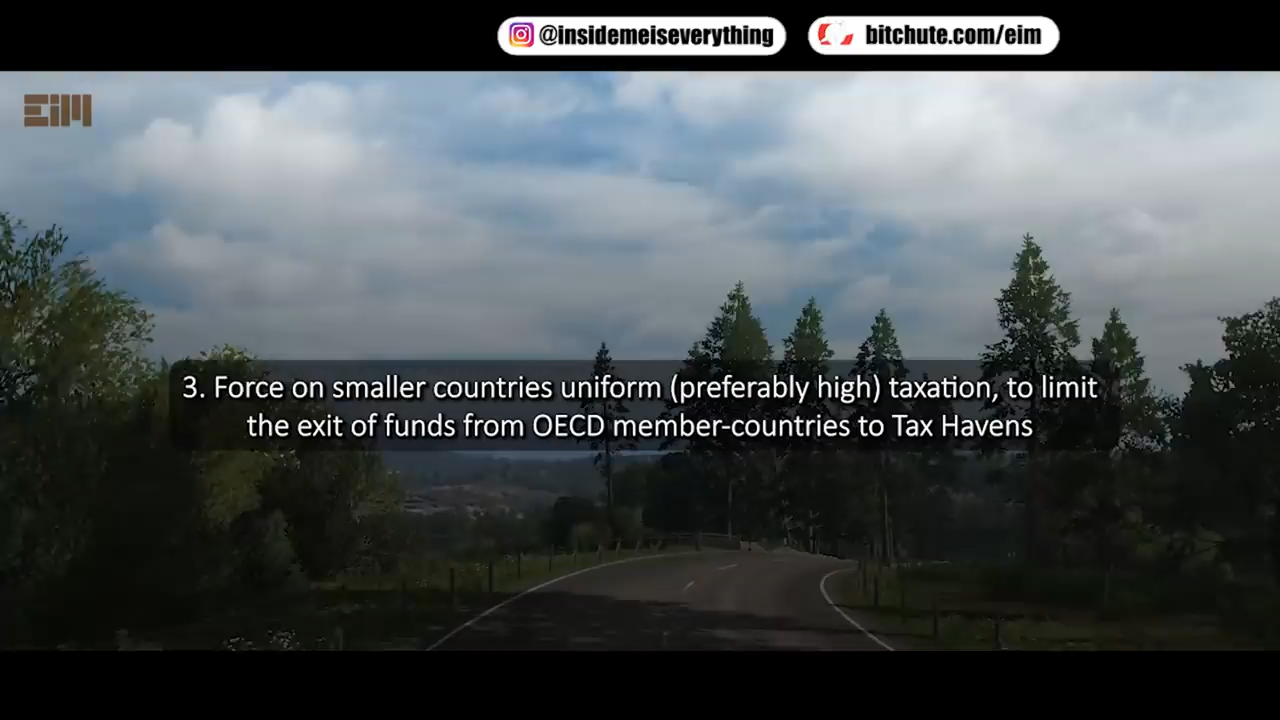 @insidemeiseverything
bitchute.com/eim
EiM
3. Force on smaller countries uniform (preferably high) taxation, to limit
the exit of funds from OECD member-countries to Tax Havens